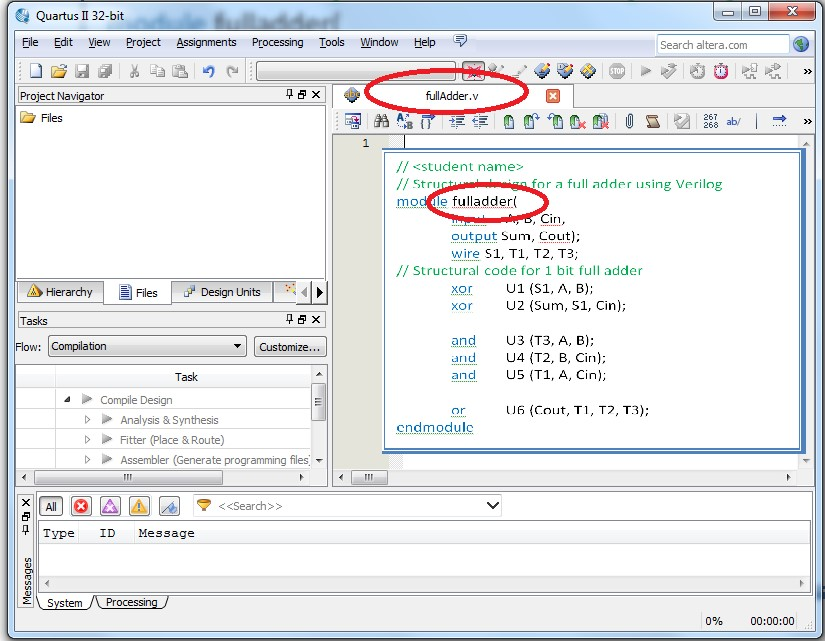 Quartus II 32-bit
File Edit View Project Assignments Processing Tools Window Help
Search altera.com
Project Navigator
fullAdder.v
Files
267
268
ab/
1
// <student name>
// Structural design for a full adder using Verilog
module fulladder(
input A, B, Cin,
output Sum, Cout);
wire S1, T1, T2, T3;
// Structural code for 1 bit full adder
xor U1 (S1, A, B);
xor U2 (Sum, S1, Cin);
and U3 (T3, A, B);
and U4 (T2, B, Cin);
and U5 (T1, A, Cin);
or U6 (Cout, T1, T2, T3);
endmodule
Hierarchy Files Design Units
Tasks
Flow: Compilation Customize...
Task
Compile Design
Analysis & Synthesis
Fitter (Place & Route)
Assembler (Generate programming files)
All <<Search>>
Type ID Message
Messages
System Processing
0% 00:00:00